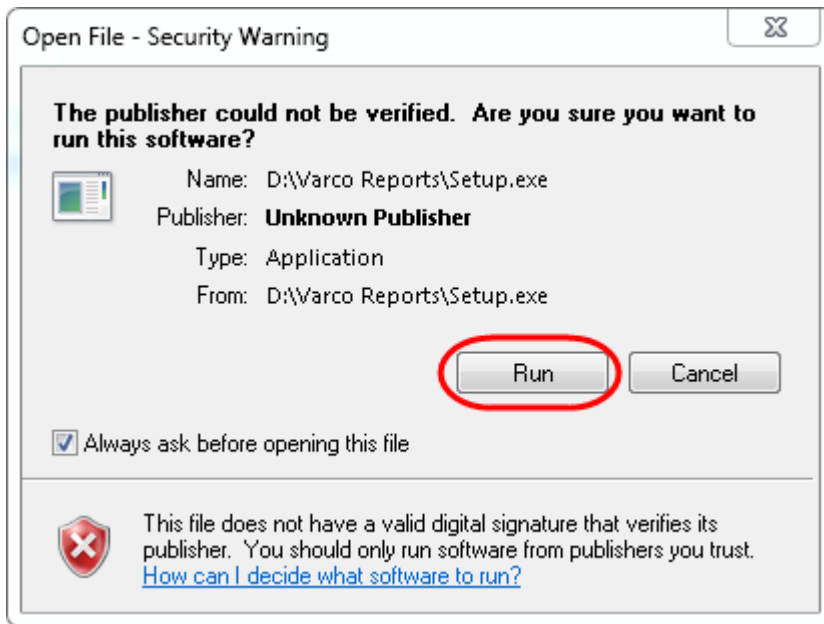 Open File - Security Warning
The publisher could not be verified.  Are you sure you want to
run this software?
Name: D:\Varco Reports\Setup.exe
Publisher: Unknown Publisher
Type: Application
From: D:\Varco Reports\Setup.exe
Run Cancel
Always ask before opening this file
This file does not have a valid digital signature that verifies its
publisher.  You should only run software from publishers you trust.
How can I decide what software to run?